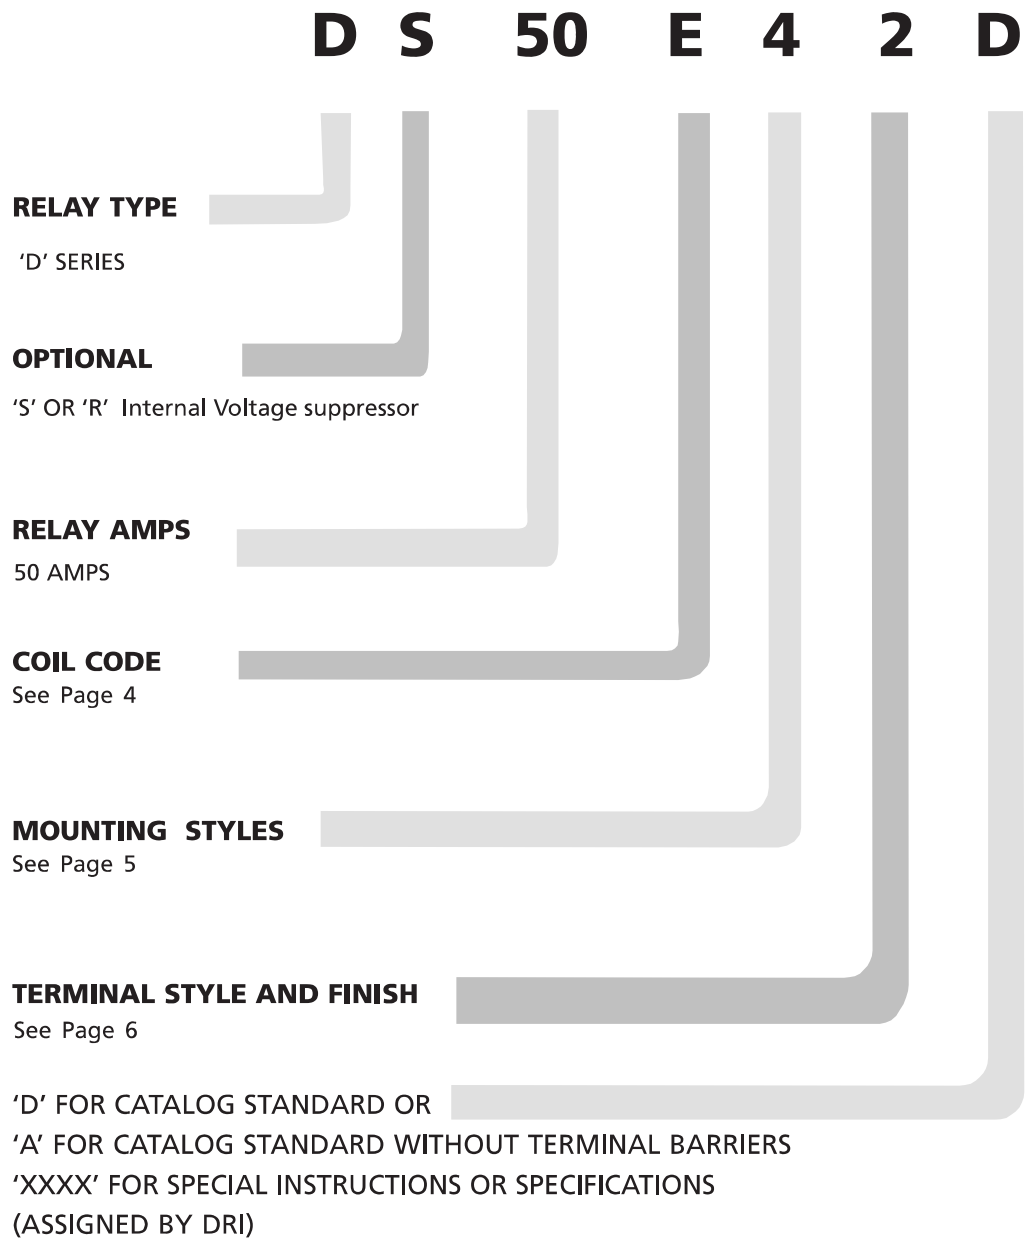 D S 50 E 4 2 D
RELAY TYPE
‘D’ SERIES
OPTIONAL
‘S’ OR ‘R’ Internal Voltage suppressor
RELAY AMPS
50 AMPS
COIL CODE
See Page 4
MOUNTING STYLES
See Page 5
TERMINAL STYLE AND FINISH
See Page 6
‘D’ FOR CATALOG STANDARD OR
‘A’ FOR CATALOG STANDARD WITHOUT TERMINAL BARRIERS
‘XXXX’ FOR SPECIAL INSTRUCTIONS OR SPECIFICATIONS
(ASSIGNED BY DRI)